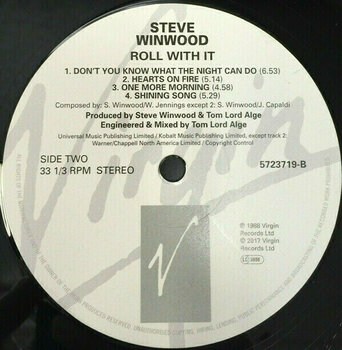 STEVE
WINWOOD
ROLL WITH IT
1. DON'T YOU KNOW WHAT THE NIGHT CAN DO (6.53)
2. HEARTS ON FIRE (5.14)
3. ONE MORE MORNING (4.58)
4. SHINING SONG (5.29)
Composed by: S. Winwood/W. Jennings except 2: S. Winwood/J. Capaldi
Produced by Steve Winwood & Tom Lord Alge
Engineered & Mixed by Tom Lord Alge
Universal Music Publishing Limited / Kobalt Music Publishing Limited, except track 2:
Warner/Chappell North America Limited / Copyright Control
SIDE TWO
5723719-B
33 1/3 RPM STEREO
Virgin
℗ 1988 Virgin
Records Ltd
© 2017 Virgin
Records Ltd
LC 3098